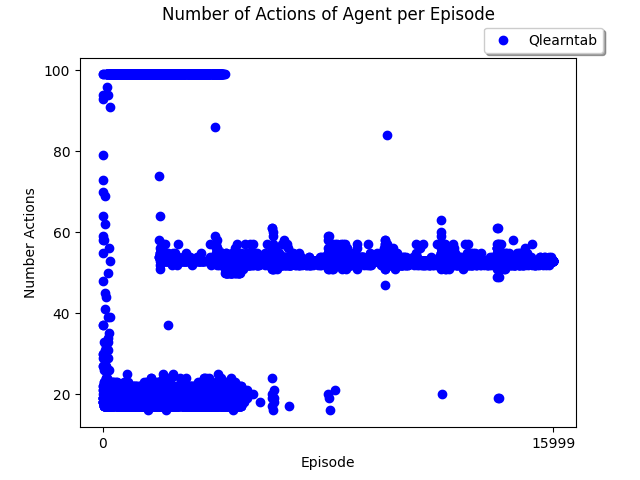 Number of Actions of Agent per Episode
Qlearntab
100
80
60
40
20
Number Actions
0
15999
Episode